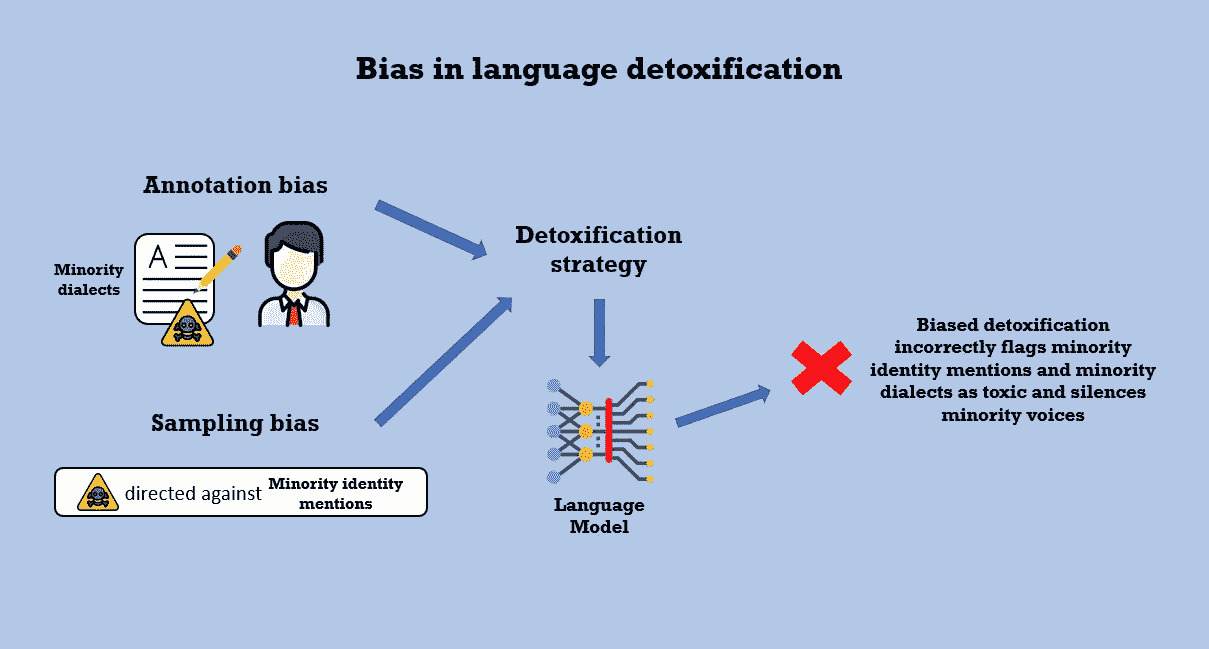 Bias in language detoxification
Annotation bias
Minority
dialects
A
Detoxification
strategy
Sampling bias
directed against Minority identity
mentions
Language
Model
Biased detoxification
incorrectly flags minority
identity mentions and minority
dialects as toxic and silences
minority voices